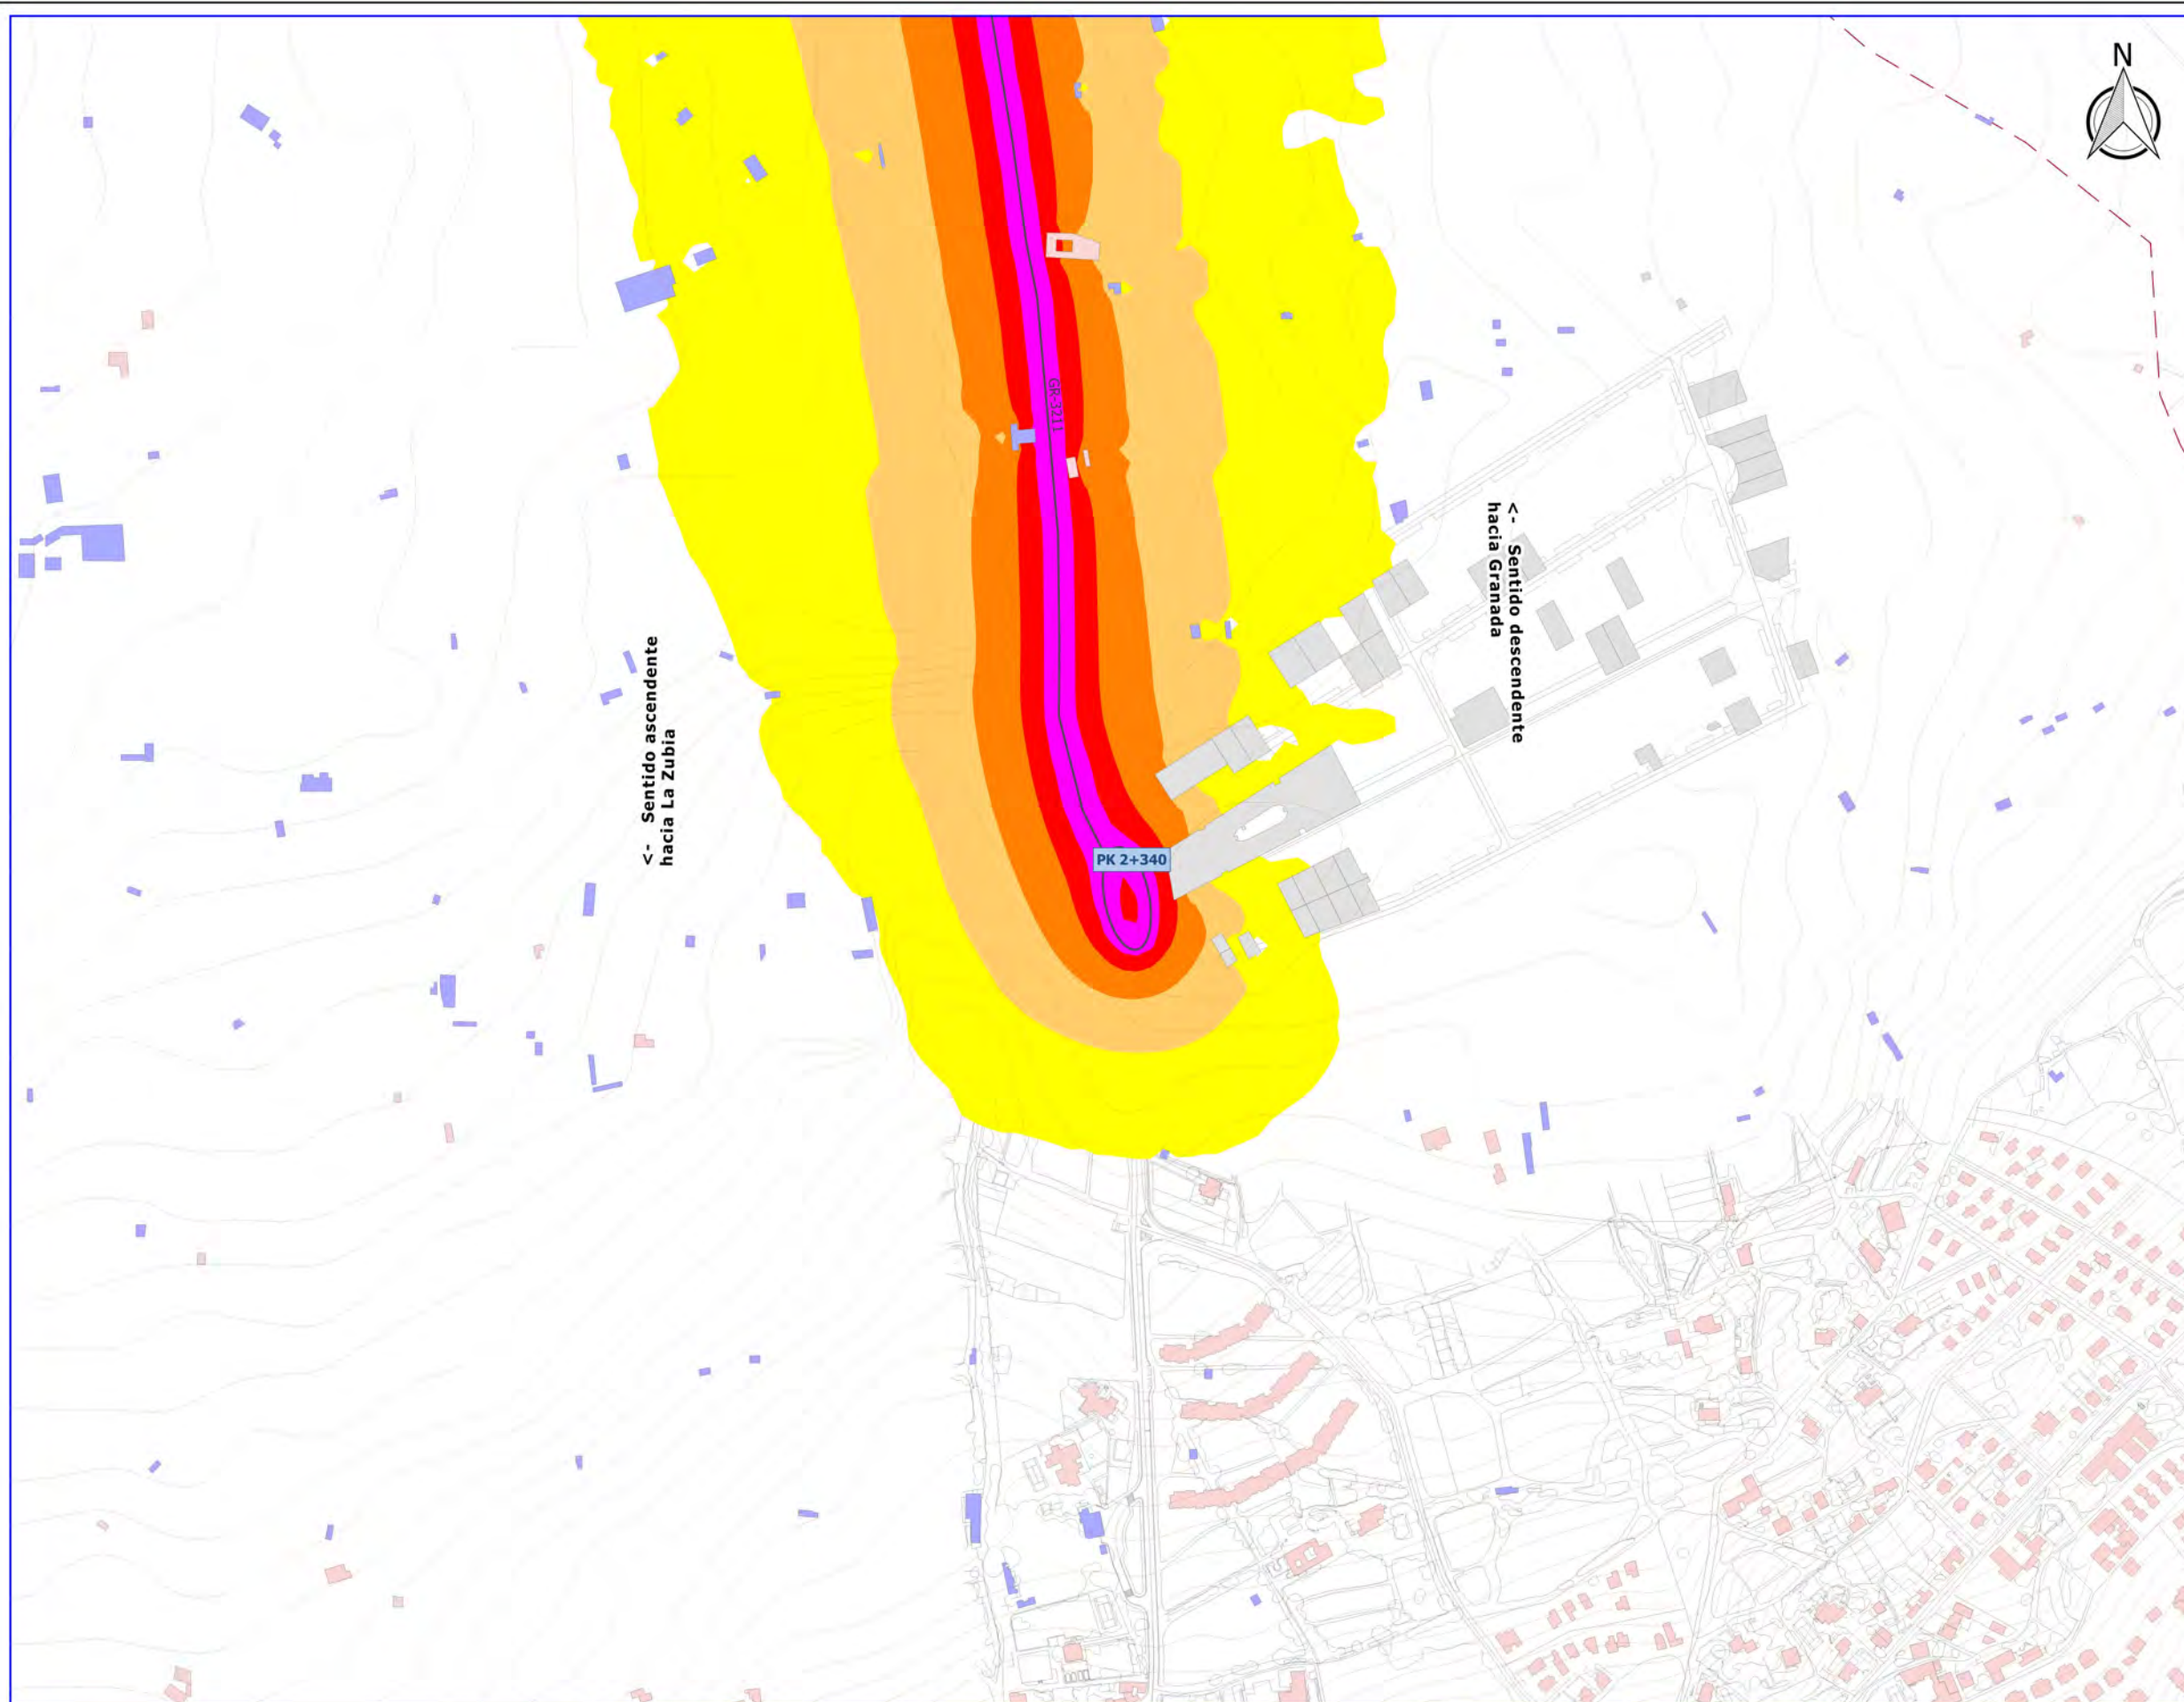 N
GR-3211
<- Sentido descendente
hacia Granada
<- Sentido ascendente
hacia La Zubia
PK 2+340